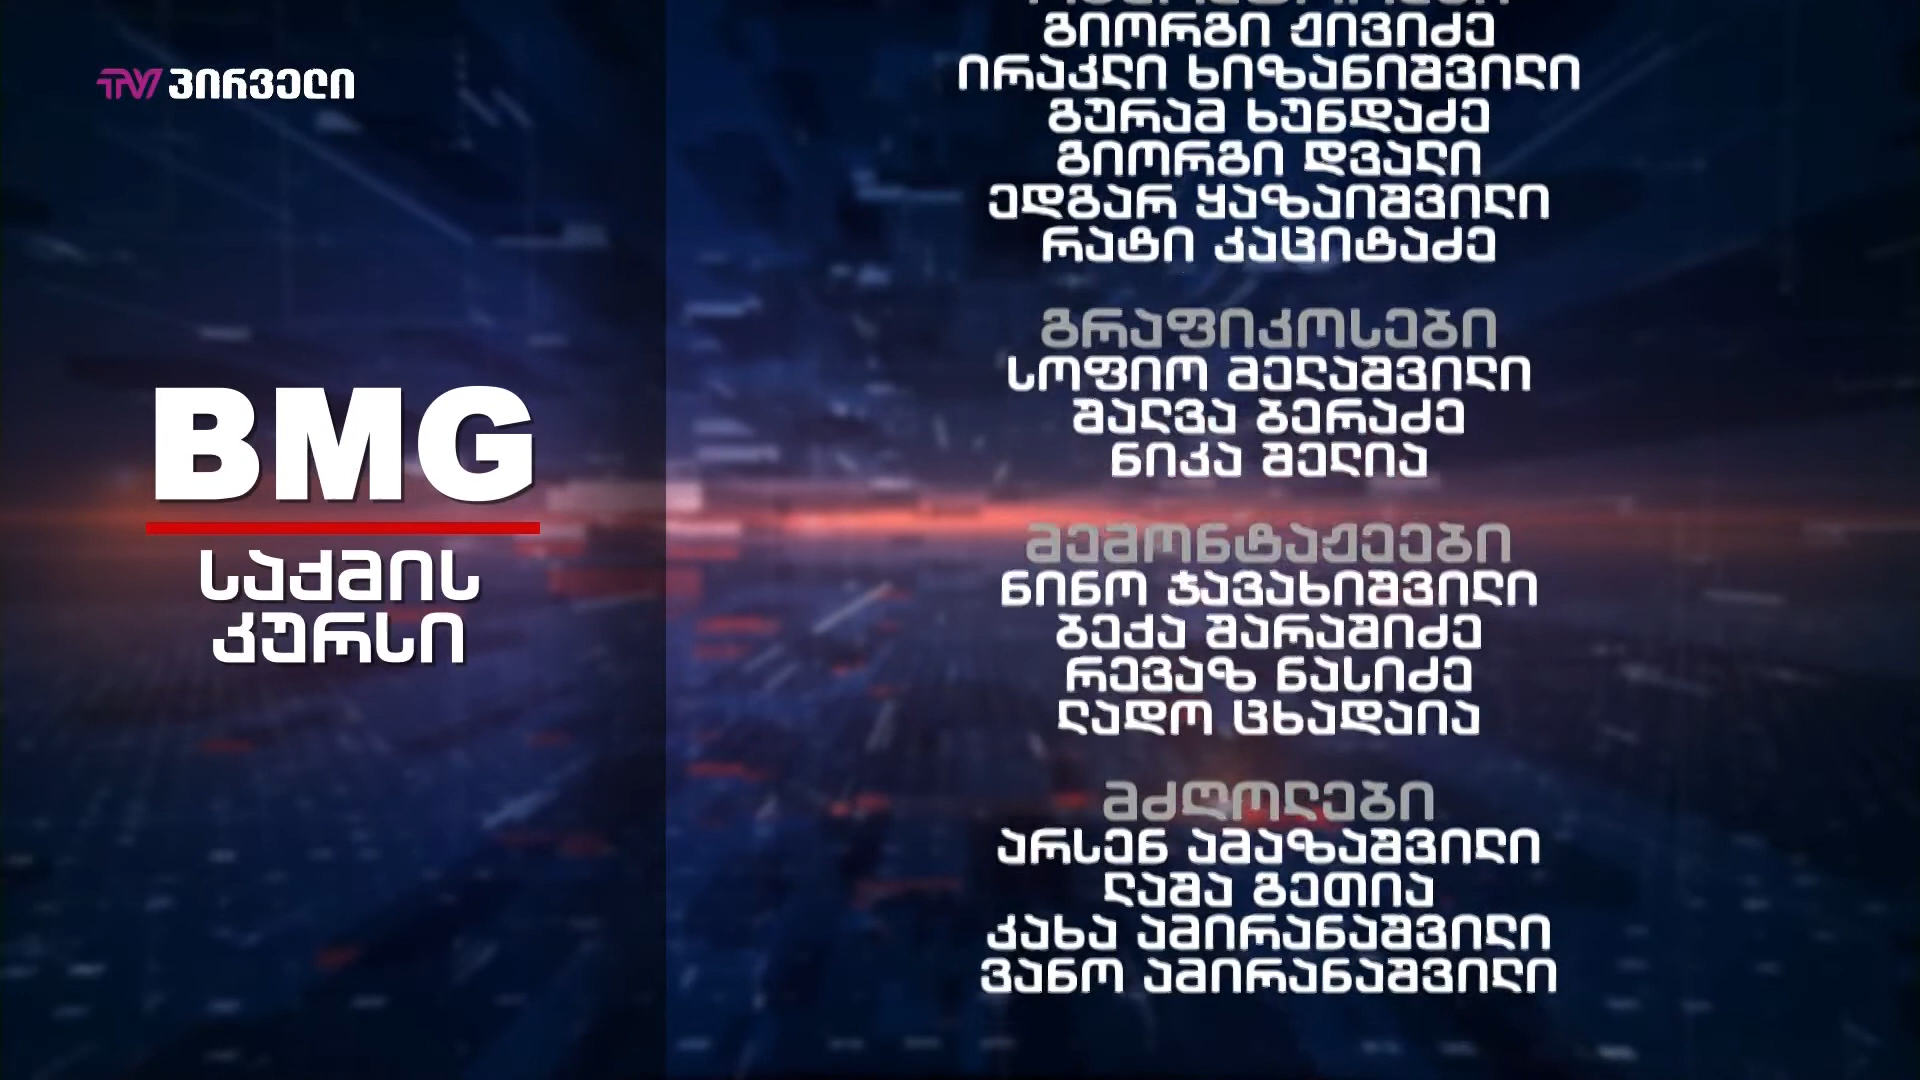 TV პირველი
BMG
საქმის
კურსი
გიორგი ჟივიძე
ირაკლი ხიზანიშვილი
გურამ ხუნდაძე
გიორგი დვალი
ედგარ ყაზაიშვილი
რატი კაციტაძე
გრაფიკოსები
სოფიო მელაშვილი
შალვა ბერაძე
ნიკა შელია
მემონტაჟეები
ნინო ჯავახიშვილი
ბექა შარაშიძე
რევაზ ნასიძე
ლადო ცხადაია
მძღოლები
არსენ ამაზაშვილი
ლაშა გეთია
კახა ამირანაშვილი
ვანო ამირანაშვილი